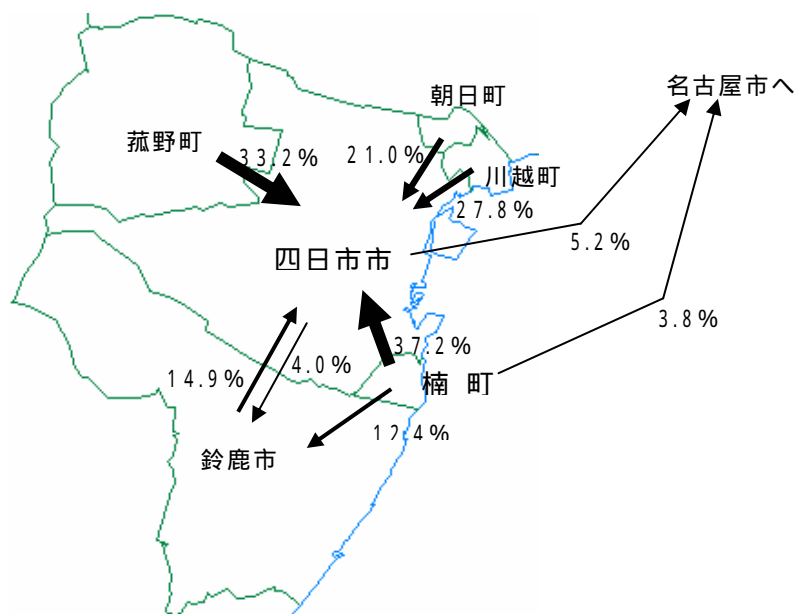 名古屋市へ
朝日町
菰野町
33.2%
21.0%
川越町
27.8%
5.2%
四日市市
3.8%
37.2%
4.0%
14.9%
楠 町
12.4%
鈴鹿市